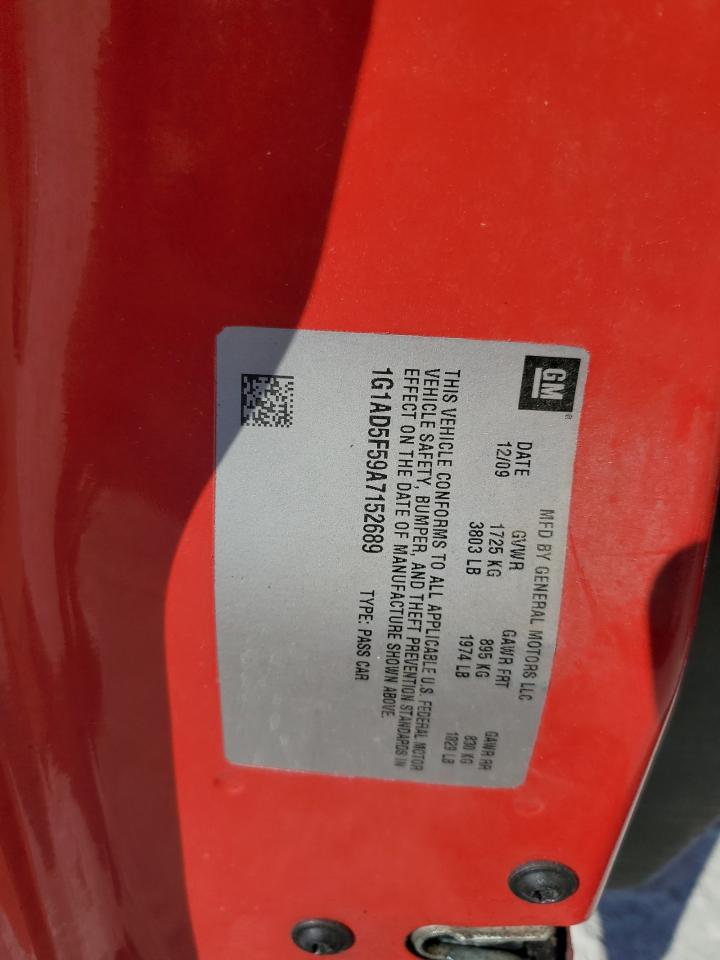 GM
MFD BY GENERAL MOTORS LLC
DATE GVWR GAWR FRT GAWR RR
12/09 1725 KG 895 KG 830 KG
3803 LB 1974 LB 1829 LB
THIS VEHICLE CONFORMS TO ALL APPLICABLE U.S. FEDERAL MOTOR
VEHICLE SAFETY, BUMPER, AND THEFT PREVENTION STANDARDS IN
EFFECT ON THE DATE OF MANUFACTURE SHOWN ABOVE.
1G1AD5F59A7152689 TYPE: PASS CAR